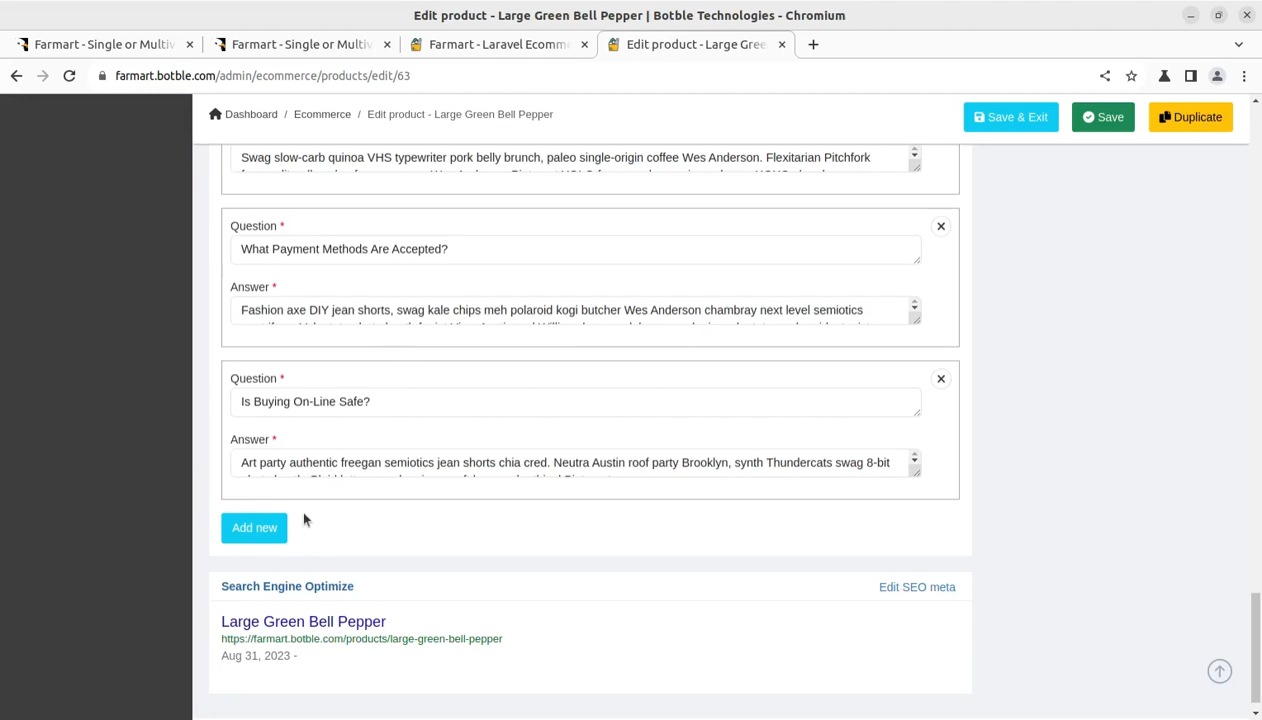 Edit product - Large Green Bell Pepper | Botble Technologies - Chromium
Farmart - Single or Multiv
Farmart - Single or Multiv
Farmart - Laravel Ecomm
Edit product - Large Gree
farmart.botble.com/admin/ecommerce/products/edit/63
Dashboard / Ecommerce / Edit product - Large Green Bell Pepper
Save & Exit
Save
Duplicate
Swag slow-carb quinoa VHS typewriter pork belly brunch, paleo single-origin coffee Wes Anderson. Flexitarian Pitchfork
Question *
What Payment Methods Are Accepted?
Answer *
Fashion axe DIY jean shorts, swag kale chips meh polaroid kogi butcher Wes Anderson chambray next level semiotics
Question *
Is Buying On-Line Safe?
Answer *
Art party authentic freegan semiotics jean shorts chia cred. Neutra Austin roof party Brooklyn, synth Thundercats swag 8-bit
Add new
Search Engine Optimize
Edit SEO meta
Large Green Bell Pepper
https://farmart.botble.com/products/large-green-bell-pepper
Aug 31, 2023 -